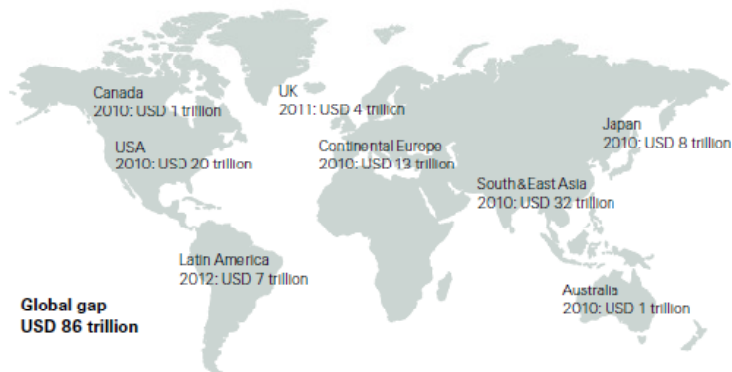 Canada
2010: USD 1 trillion
UK
2011: USD 4 trillion
USA
2010: USD 20 trillion
Continental Europe
2010: USD 13 trillion
Japan
2010: USD 8 trillion
South & East Asia
2010: USD 32 trillion
Latin America
2012: USD 7 trillion
Australia
2010: USD 1 trillion
Global gap
USD 86 trillion